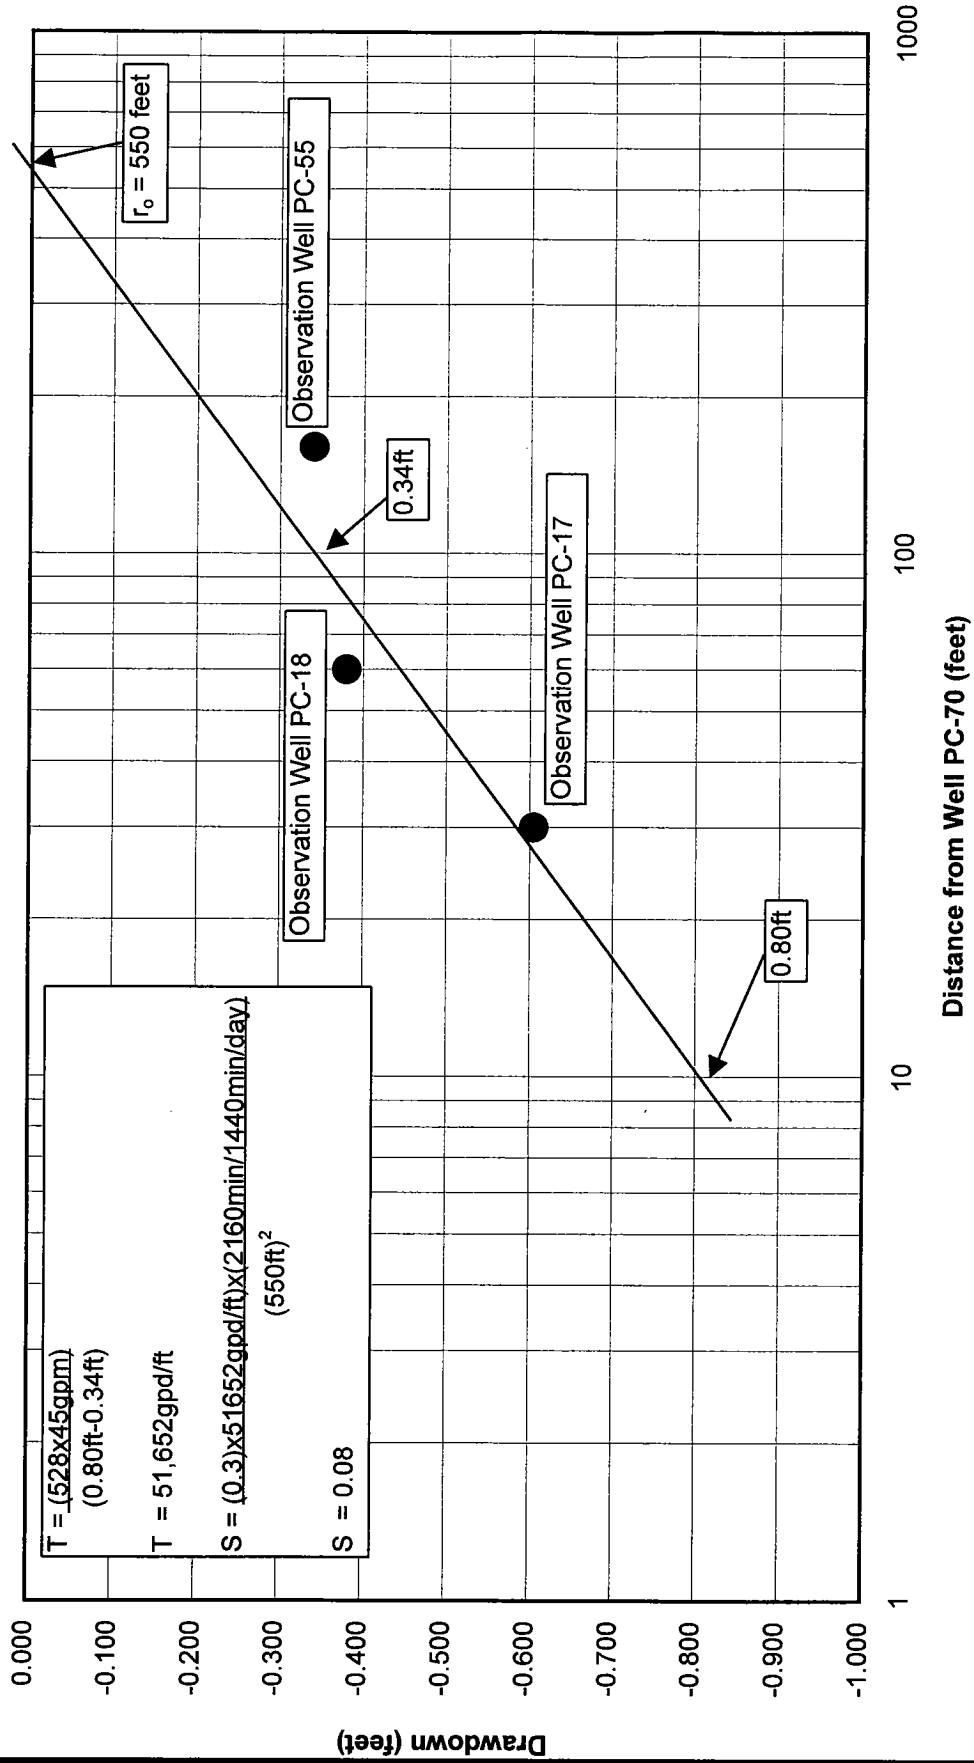 T = (528x45gpm)
(0.80ft-0.34ft)
T = 51,652gpd/ft
S = (0.3)x51652gpd/ft)x(2160min/1440min/day)
(550ft)²
S = 0.08
rₒ = 550 feet
Observation Well PC-55
Observation Well PC-18
0.34ft
Observation Well PC-17
0.80ft
Drawdown (feet)
0.000
-0.100
-0.200
-0.300
-0.400
-0.500
-0.600
-0.700
-0.800
-0.900
-1.000
1
10
100
1000
Distance from Well PC-70 (feet)